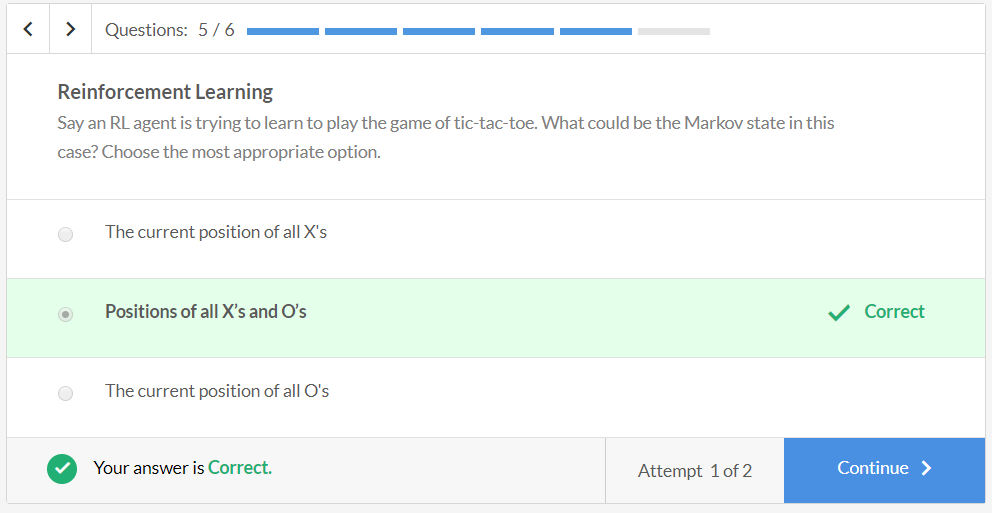 Questions: 5 / 6
Reinforcement Learning
Say an RL agent is trying to learn to play the game of tic-tac-toe. What could be the Markov state in this
case? Choose the most appropriate option.
The current position of all X's
Positions of all X’s and O’s Correct
The current position of all O's
Your answer is Correct. Attempt 1 of 2 Continue